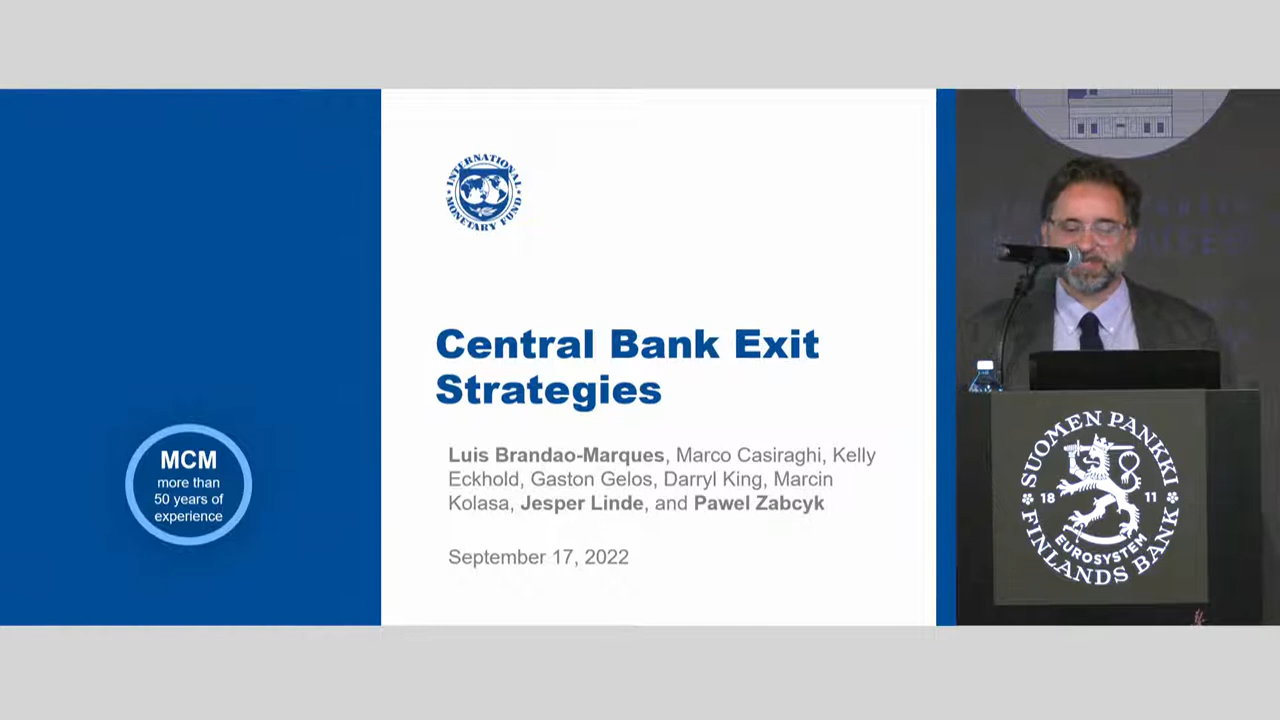 INTERNATIONAL MONETARY FUND
Central Bank Exit
Strategies
Luis Brandao-Marques, Marco Casiraghi, Kelly
Eckhold, Gaston Gelos, Darryl King, Marcin
Kolasa, Jesper Linde, and Pawel Zabcyk
September 17, 2022
MCM
more than
50 years of
experience
SUOMEN PANKKI
18 11
EUROSYSTEM
FINLANDS BANK